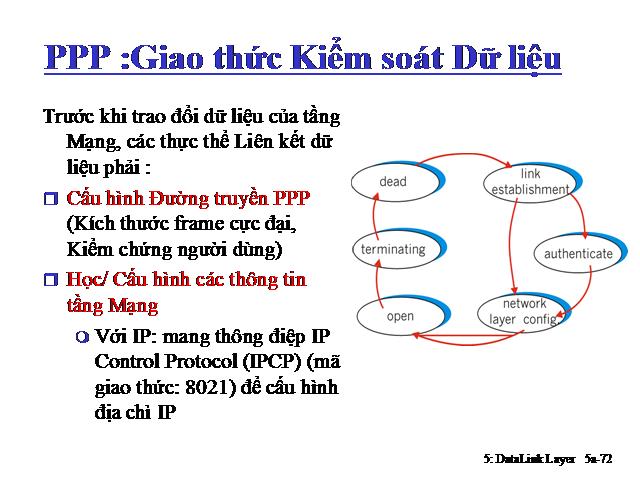 PPP :Giao thức Kiểm soát Dữ liệu
Trước khi trao đổi dữ liệu của tầng
Mạng, các thực thể Liên kết dữ
liệu phải :
Cấu hình Đường truyền PPP
(Kích thước frame cực đại,
Kiểm chứng người dùng)
Học/ Cấu hình các thông tin
tầng Mạng
Với IP: mang thông điệp IP
Control Protocol (IPCP) (mã
giao thức: 8021) để cấu hình
địa chỉ IP
dead
link
establishment
terminating
authenticate
open
network
layer config.
5: DataLink Layer 5a-72